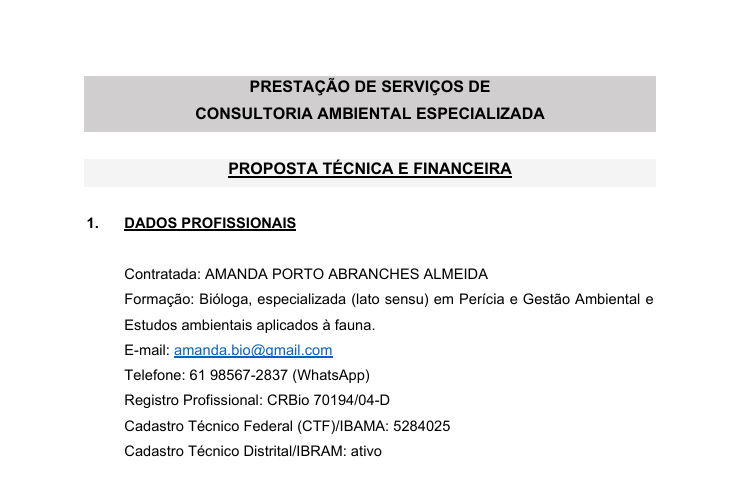 PRESTAÇÃO DE SERVIÇOS DE
CONSULTORIA AMBIENTAL ESPECIALIZADA
PROPOSTA TÉCNICA E FINANCEIRA
1. DADOS PROFISSIONAIS
Contratada: AMANDA PORTO ABRANCHES ALMEIDA
Formação: Bióloga, especializada (lato sensu) em Perícia e Gestão Ambiental e
Estudos ambientais aplicados à fauna.
E-mail: amanda.bio@gmail.com
Telefone: 61 98567-2837 (WhatsApp)
Registro Profissional: CRBio 70194/04-D
Cadastro Técnico Federal (CTF)/IBAMA: 5284025
Cadastro Técnico Distrital/IBRAM: ativo